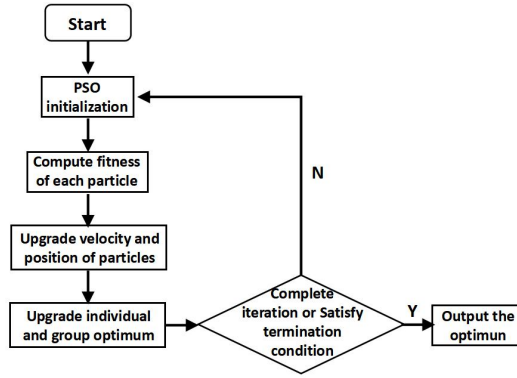 Start
PSO
initialization
Compute fitness
of each particle
N
Upgrade velocity and
position of particles
Upgrade individual
and group optimum
Complete
iteration or Satisfy
termination
condition
Y
Output the
optimun